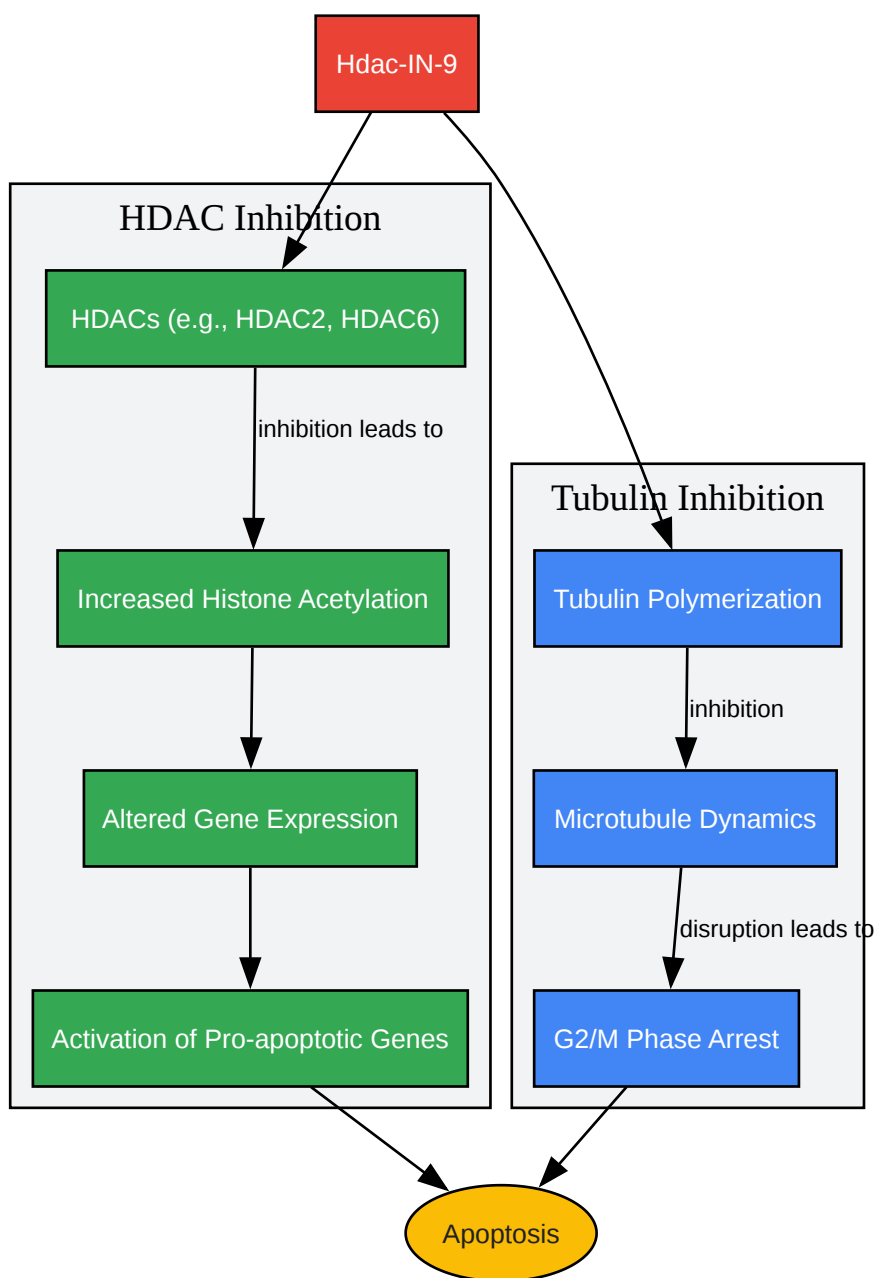 Hdac-IN-9
HDAC Inhibition
HDACs (e.g., HDAC2, HDAC6)
inhibition leads to
Increased Histone Acetylation
Altered Gene Expression
Activation of Pro-apoptotic Genes
Tubulin Inhibition
Tubulin Polymerization
inhibition
Microtubule Dynamics
disruption leads to
G2/M Phase Arrest
Apoptosis